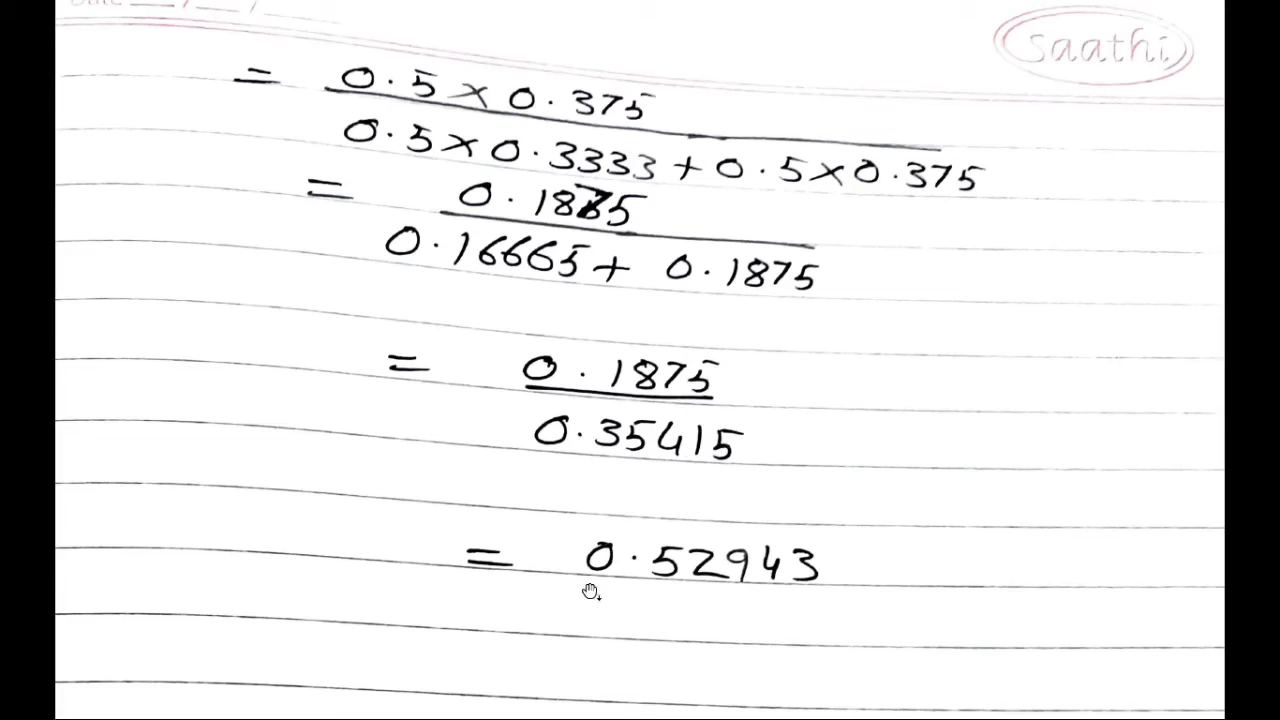 Saathi
= 0.5 × 0.375
0.5 × 0.3333 + 0.5 × 0.375
= 0.1875
0.16665 + 0.1875
= 0.1875
0.35415
= 0.52943